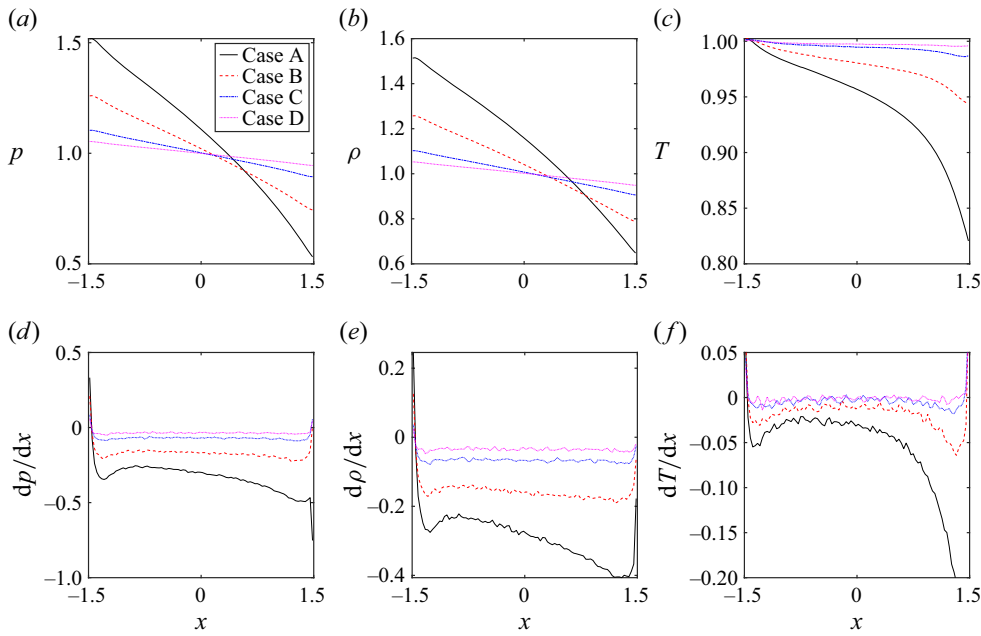 (a)
(b)
(c)
1.5
1.0
0.5
p
−1.5
0
1.5
Case A
Case B
Case C
Case D
1.6
1.4
1.2
1.0
0.8
0.6
ρ
−1.5
0
1.5
1.00
0.95
0.90
0.85
0.80
T
−1.5
0
1.5
(d)
(e)
(f)
0.5
0
−0.5
−1.0
dp/dx
−1.5
0
1.5
x
0.2
0
−0.2
−0.4
dρ/dx
−1.5
0
1.5
x
0.05
0
−0.05
−0.10
−0.15
−0.20
dT/dx
−1.5
0
1.5
x